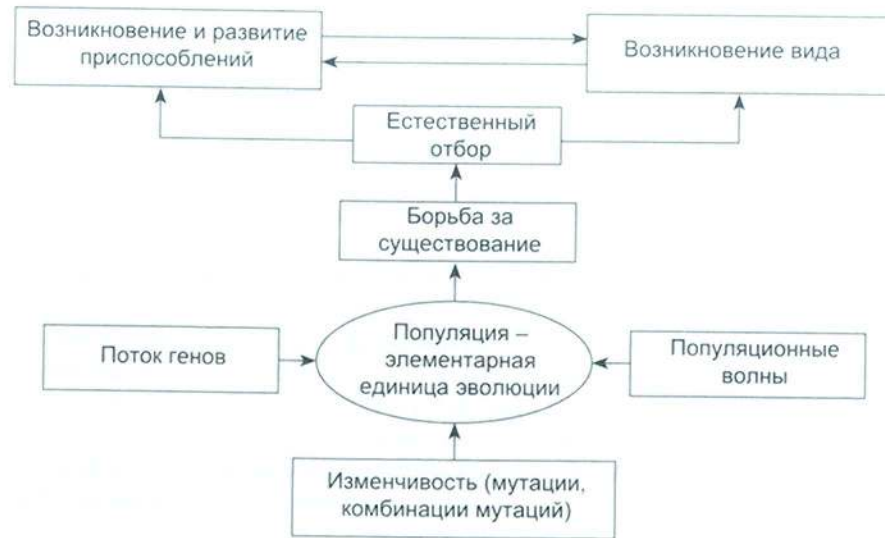 Возникновение и развитие
приспособлений
Возникновение вида
Естественный
отбор
Борьба за
существование
Поток генов
Популяция –
элементарная
единица эволюции
Популяционные
волны
Изменчивость (мутации,
комбинации мутаций)